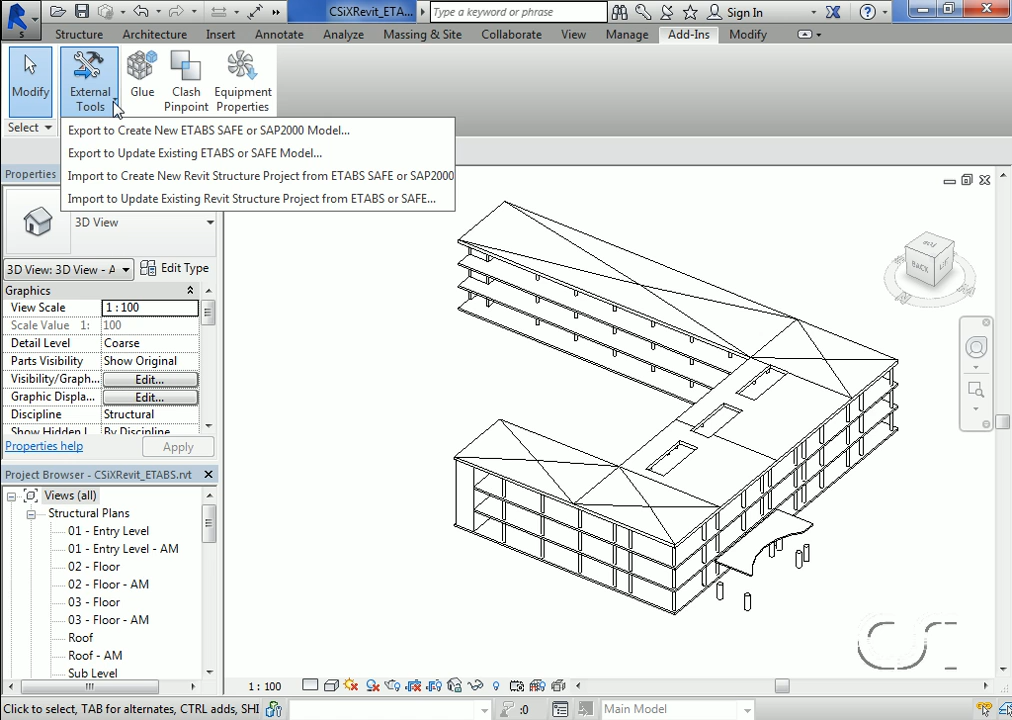 CSiXRevit_ETA...
Type a keyword or phrase
Sign In
Structure Architecture Insert Annotate Analyze Massing & Site Collaborate View Manage Add-Ins Modify
Modify
External Tools
Glue
Clash Pinpoint
Equipment Properties
Select
Export to Create New ETABS SAFE or SAP2000 Model...
Export to Update Existing ETABS or SAFE Model...
Import to Create New Revit Structure Project from ETABS SAFE or SAP2000
Import to Update Existing Revit Structure Project from ETABS or SAFE...
Properties
3D View
3D View: 3D View - A
Edit Type
Graphics
View Scale 1 : 100
Scale Value 1: 100
Detail Level Coarse
Parts Visibility Show Original
Visibility/Graph... Edit...
Graphic Displa... Edit...
Discipline Structural
Show Hidden L By Discipline
Properties help
Apply
Project Browser - CSiXRevit_ETABS.rvt
Views (all)
Structural Plans
01 - Entry Level
01 - Entry Level - AM
02 - Floor
02 - Floor - AM
03 - Floor
03 - Floor - AM
Roof
Roof - AM
Sub Level
BACK
CSI
1 : 100
Click to select, TAB for alternates, CTRL adds, SHI
:0
Main Model